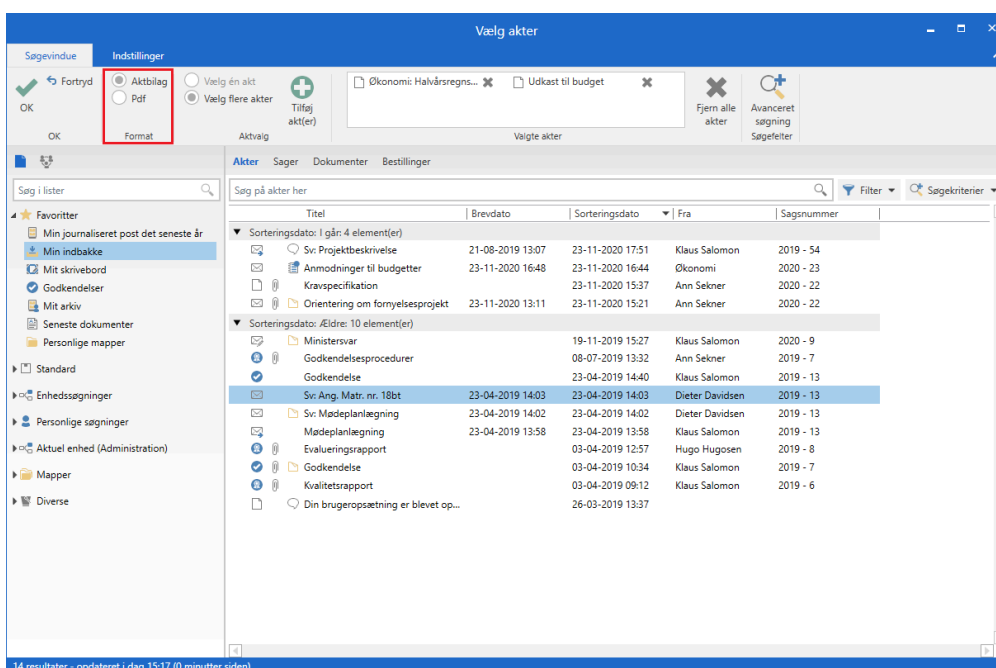 Vælg akter
Søgevindue Indstillinger
OK Fortryd Aktbilag Pdf Vælg én akt Vælg flere akter Tilføj akt(er) Økonomi: Halvårsregns... Udkast til budget Fjern alle akter Avanceret søgning
OK Format Aktvalg Valgte akter Søgefelter
Akter Sager Dokumenter Bestillinger
Søg i lister
Søg på akter her Filter Søgekriterier
Favoritter
Min journaliseret post det seneste år
Min indbakke
Mit skrivebord
Godkendelser
Mit arkiv
Seneste dokumenter
Personlige mapper
Standard
Enhedssøgninger
Personlige søgninger
Aktuel enhed (Administration)
Mapper
Diverse
Titel Brevdato Sorteringsdato Fra Sagsnummer
Sorteringsdato: I går: 4 element(er)
Sv: Projektbeskrivelse 21-08-2019 13:07 23-11-2020 17:51 Klaus Salomon 2019 - 54
Anmodninger til budgetter 23-11-2020 16:48 23-11-2020 16:44 Økonomi 2020 - 23
Kravspecifikation 23-11-2020 15:37 Ann Sekner 2020 - 22
Orientering om fornyelsesprojekt 23-11-2020 13:11 23-11-2020 15:21 Ann Sekner 2020 - 22
Sorteringsdato: Ældre: 10 element(er)
Ministersvar 19-11-2019 15:27 Klaus Salomon 2020 - 9
Godkendelsesprocedurer 08-07-2019 13:32 Ann Sekner 2019 - 7
Godkendelse 23-04-2019 14:40 Klaus Salomon 2019 - 13
Sv: Ang. Matr. nr. 18bt 23-04-2019 14:03 23-04-2019 14:03 Dieter Davidsen 2019 - 13
Sv: Mødeplanlægning 23-04-2019 14:02 23-04-2019 14:02 Dieter Davidsen 2019 - 13
Mødeplanlægning 23-04-2019 13:58 23-04-2019 13:58 Klaus Salomon 2019 - 13
Evalueringsrapport 03-04-2019 12:57 Hugo Hugosen 2019 - 8
Godkendelse 03-04-2019 10:34 Klaus Salomon 2019 - 7
Kvalitetsrapport 03-04-2019 09:12 Klaus Salomon 2019 - 6
Din brugeropsætning er blevet op... 26-03-2019 13:37
14 resultater - opdateret i dag 15:17 (0 minutter siden)